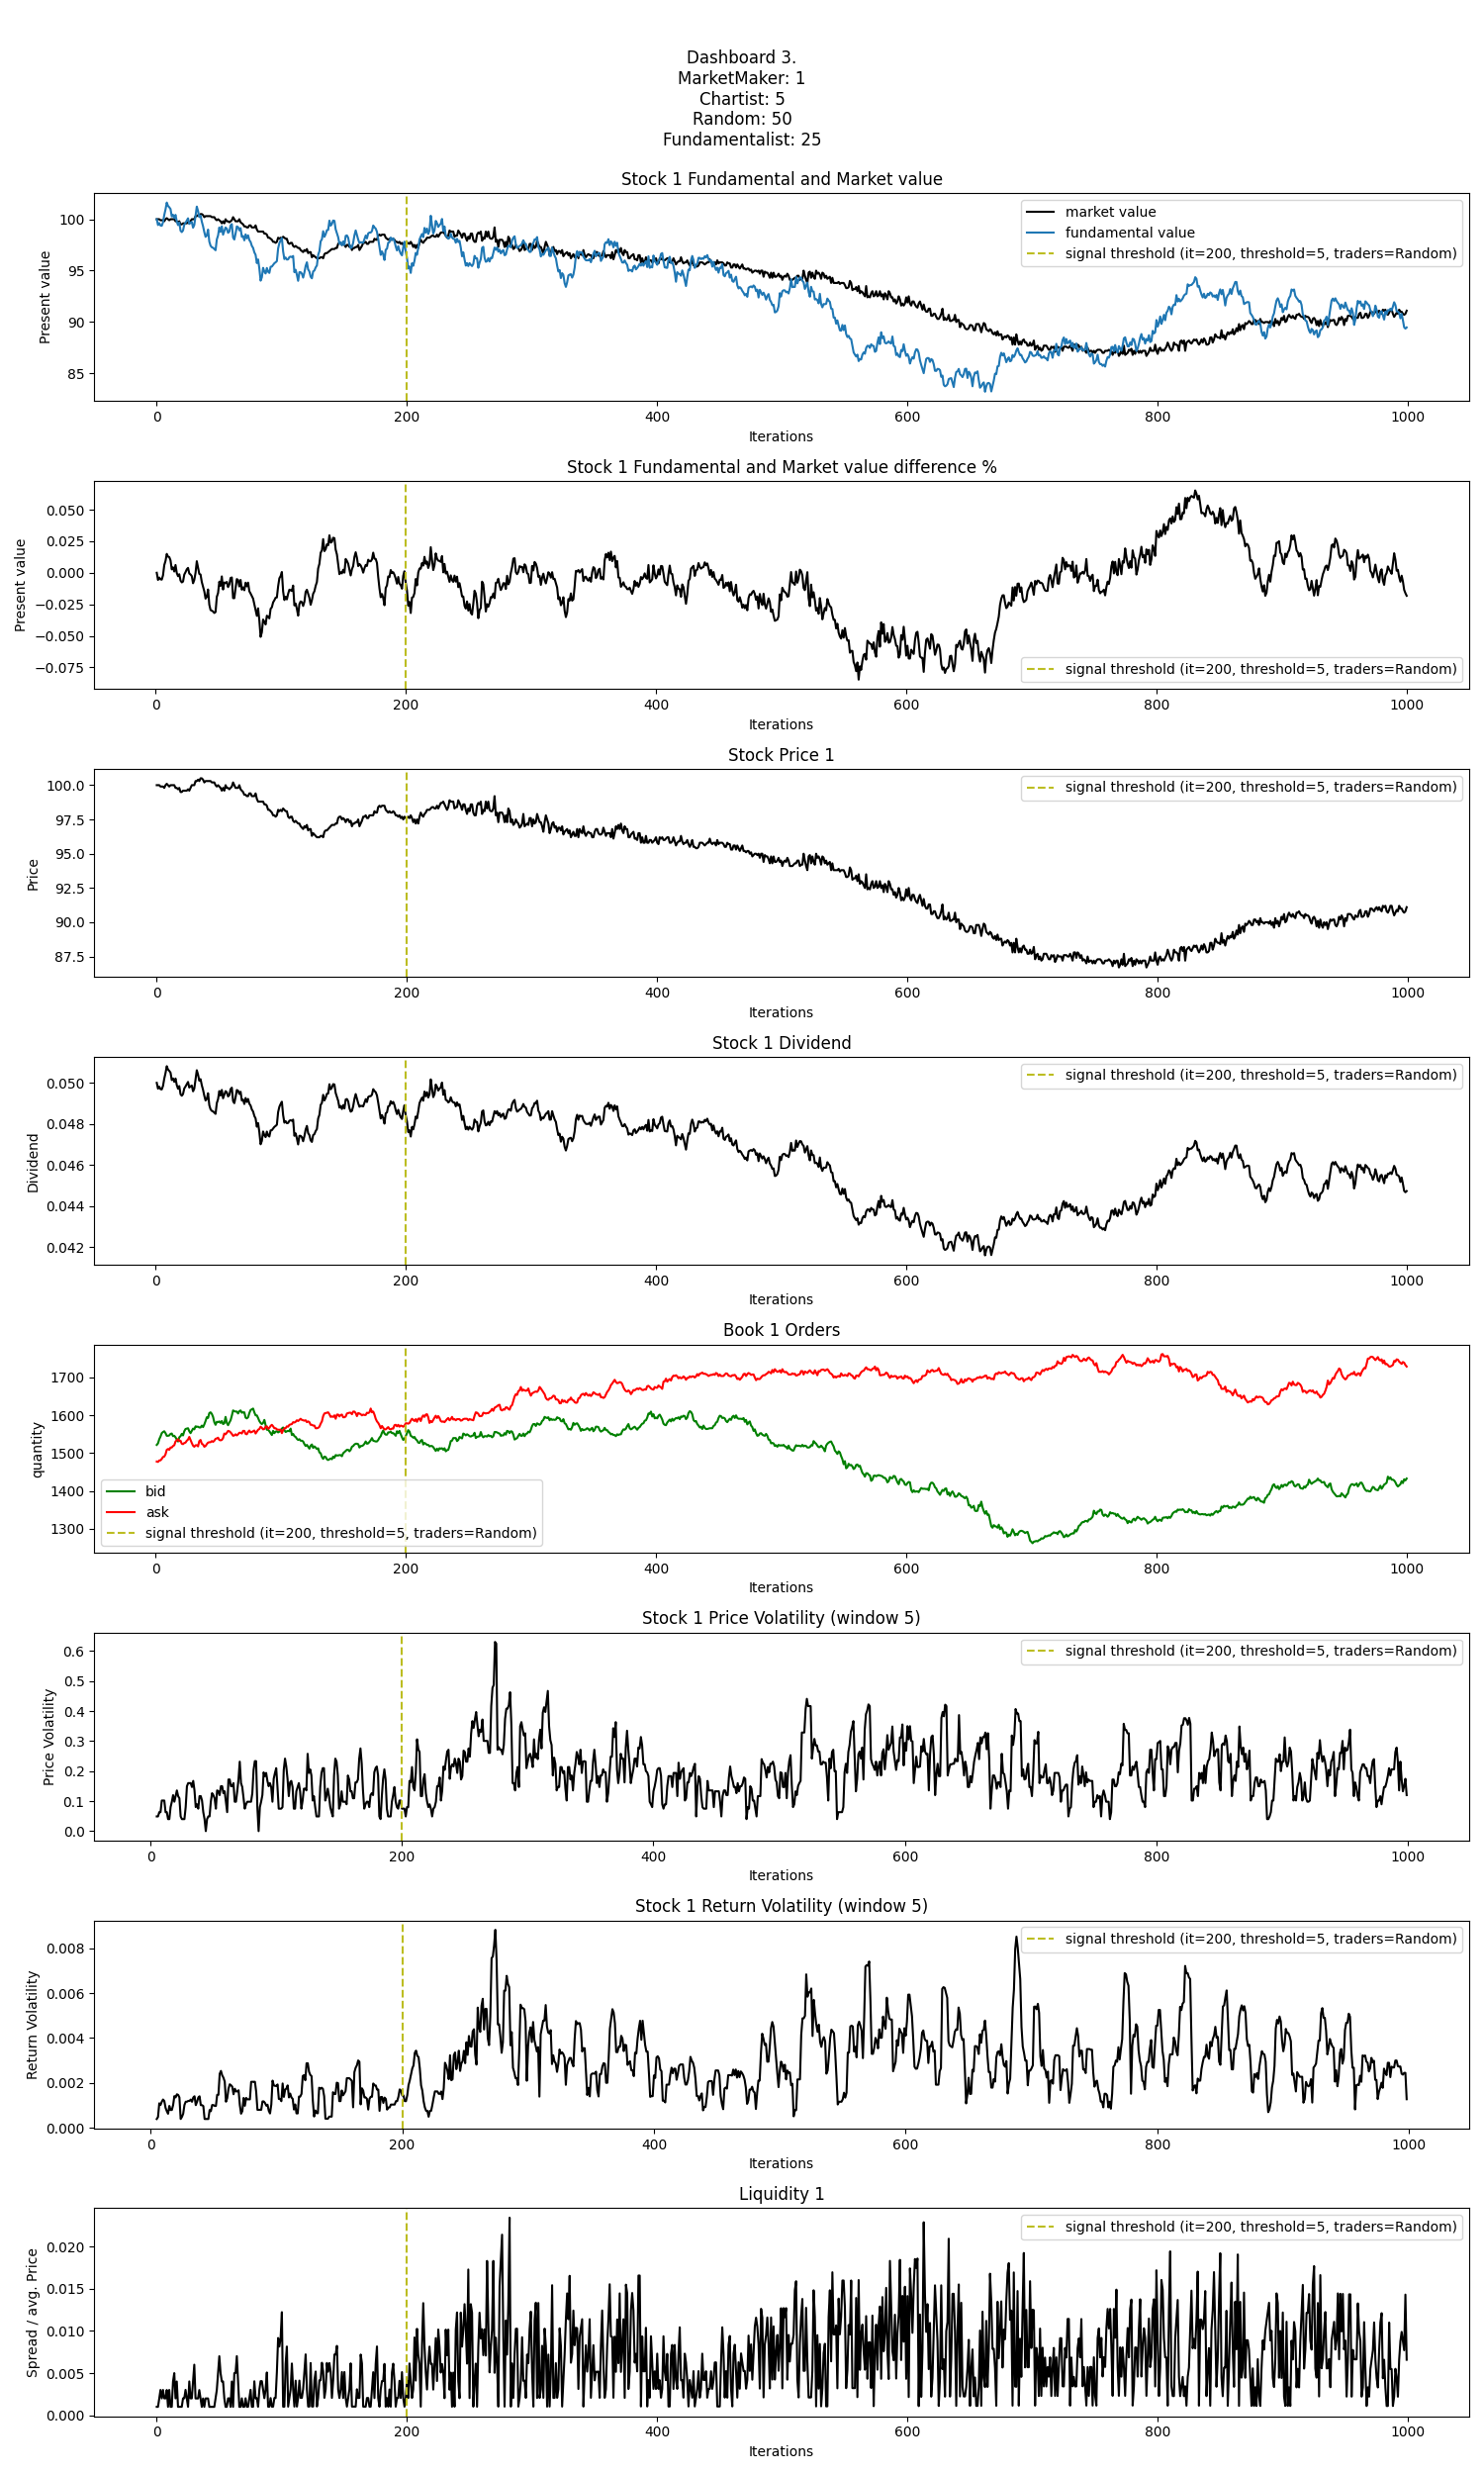 Dashboard 3.
MarketMaker: 1
Chartist: 5
Random: 50
Fundamentalist: 25
Stock 1 Fundamental and Market value
market value
fundamental value
signal threshold (it=200, threshold=5, traders=Random)
Present value
100
95
90
85
0 200 400 600 800 1000
Iterations
Stock 1 Fundamental and Market value difference %
Present value
0.050
0.025
0.000
−0.025
−0.050
−0.075
signal threshold (it=200, threshold=5, traders=Random)
0 200 400 600 800 1000
Iterations
Stock Price 1
signal threshold (it=200, threshold=5, traders=Random)
Price
100.0
97.5
95.0
92.5
90.0
87.5
0 200 400 600 800 1000
Iterations
Stock 1 Dividend
signal threshold (it=200, threshold=5, traders=Random)
Dividend
0.050
0.048
0.046
0.044
0.042
0 200 400 600 800 1000
Iterations
Book 1 Orders
quantity
1700
1600
1500
1400
1300
bid
ask
signal threshold (it=200, threshold=5, traders=Random)
0 200 400 600 800 1000
Iterations
Stock 1 Price Volatility (window 5)
signal threshold (it=200, threshold=5, traders=Random)
Price Volatility
0.6
0.5
0.4
0.3
0.2
0.1
0.0
0 200 400 600 800 1000
Iterations
Stock 1 Return Volatility (window 5)
signal threshold (it=200, threshold=5, traders=Random)
Return Volatility
0.008
0.006
0.004
0.002
0.000
0 200 400 600 800 1000
Iterations
Liquidity 1
signal threshold (it=200, threshold=5, traders=Random)
Spread / avg. Price
0.020
0.015
0.010
0.005
0.000
0 200 400 600 800 1000
Iterations